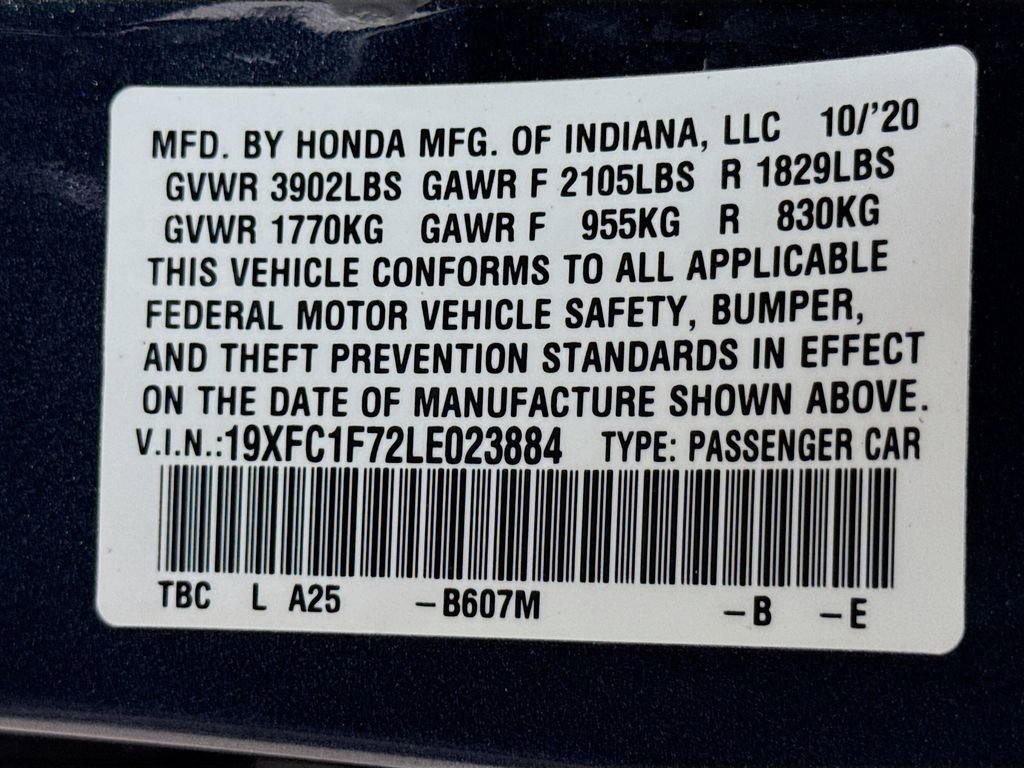 MFD. BY HONDA MFG. OF INDIANA, LLC 10/'20
GVWR 3902LBS GAWR F 2105LBS R 1829LBS
GVWR 1770KG GAWR F 955KG R 830KG
THIS VEHICLE CONFORMS TO ALL APPLICABLE
FEDERAL MOTOR VEHICLE SAFETY, BUMPER,
AND THEFT PREVENTION STANDARDS IN EFFECT
ON THE DATE OF MANUFACTURE SHOWN ABOVE.
V.I.N.:19XFC1F72LE023884 TYPE: PASSENGER CAR
TBC L A25 -B607M -B -E